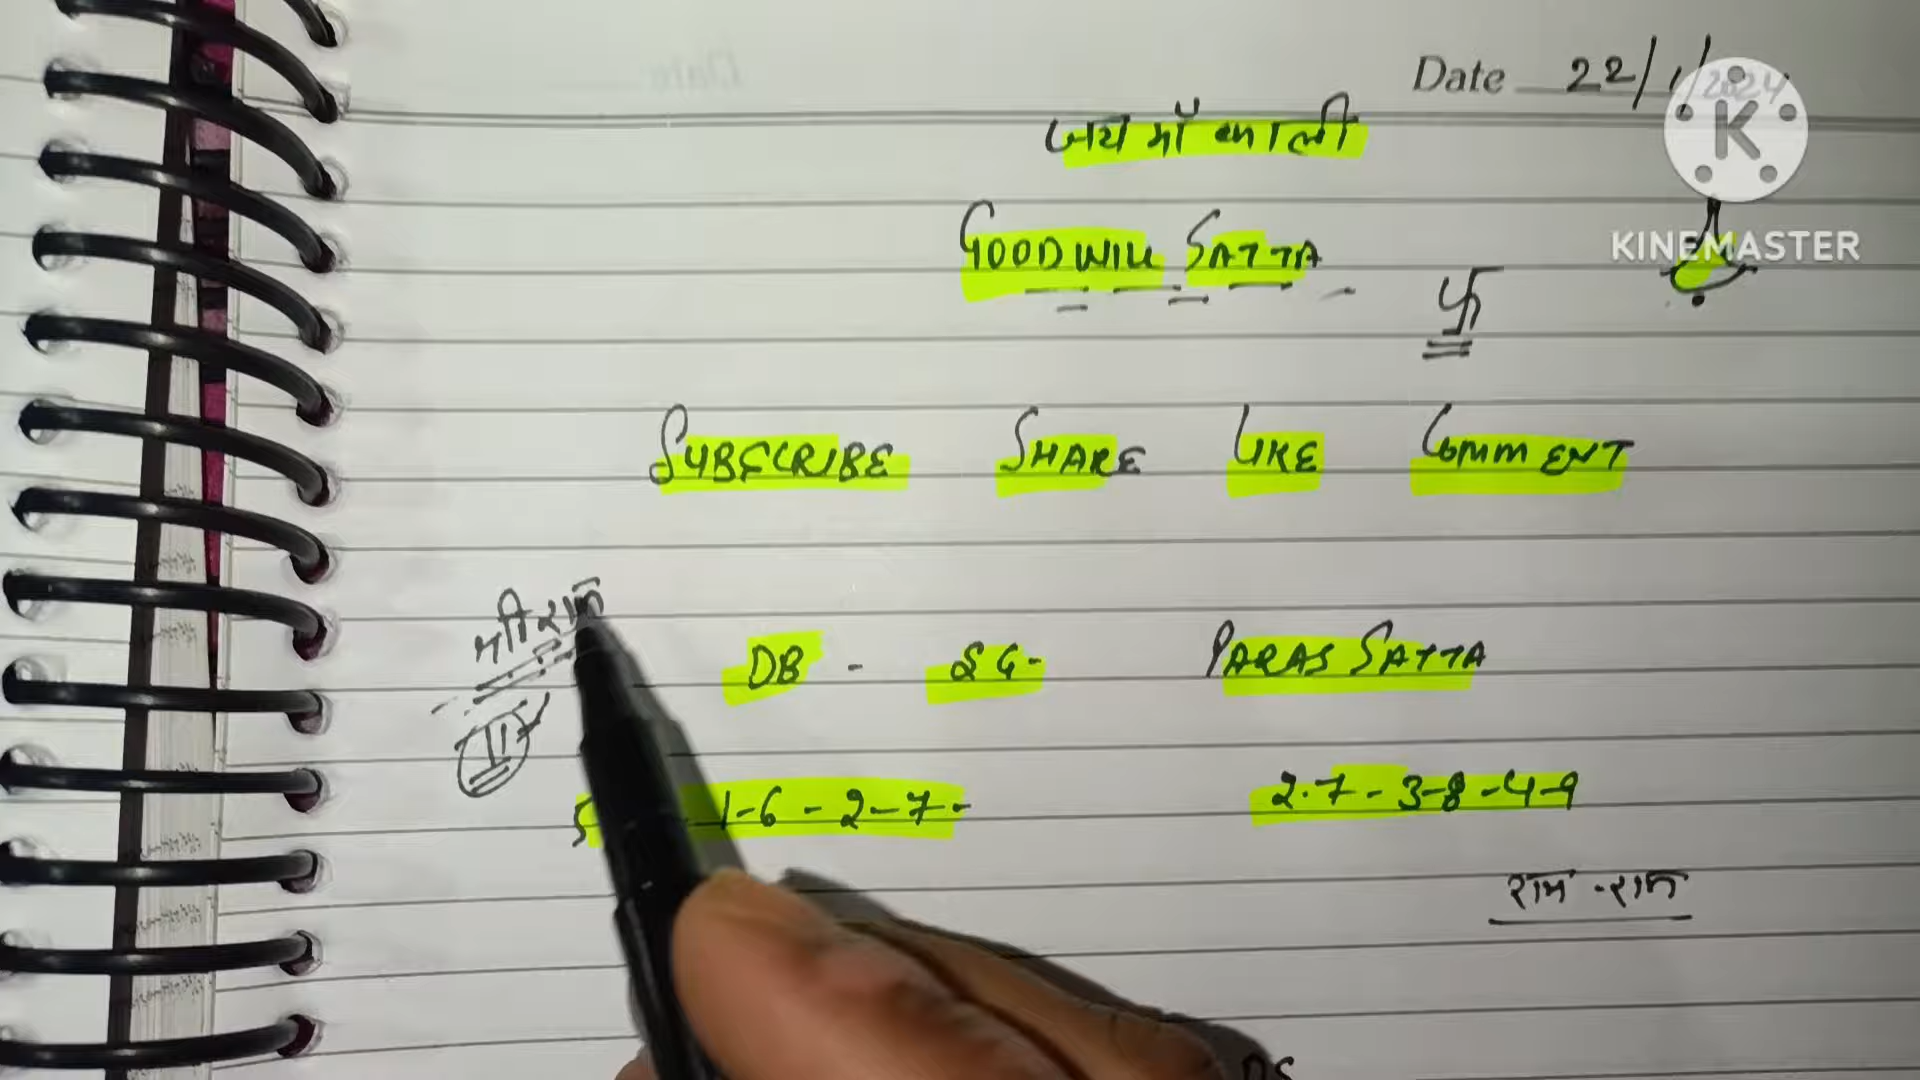 Date 22/1/2024
जय माँ काली
KINEMASTER
GOODWILL SATTA
SUBSCRIBE SHARE LIKE COMMENT
DB - SG - PARAS SATTA
5 1-6-2-7- 2.7-3-8-4-9
राम - राम